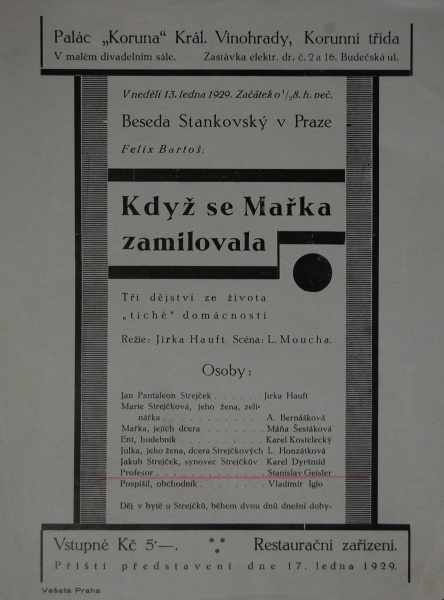 Palác „Koruna“ Král. Vinohrady, Korunní třída
V malém divadelním sále. Zastávka elektr. dr. č. 2 a 16. Budečská ul.
V neděli 13. ledna 1929. Začátek o 1/28. h. več.
Beseda Stankovský v Praze
Felix Bartoš:
Když se Mařka
zamilovala
Tři dějství ze života
„tiché“ domácnosti
Režie: Jirka Hauft. Scéna: L. Moucha.
Osoby:
Jan Pantaleon Strejček . . . . . . Jirka Hauft
Marie Strejčková, jeho žena, zeli-
nářka . . . . . . . . . . . . A. Bernášková
Mařka, jejich dcera . . . . . . . Máňa Šestáková
Ent, hudebník . . . . . . . . . Karel Kostelecký
Julka, jeho žena, dcera Strejčkových L. Honzátková
Jakub Strejček, synovec Strejčkův . Karel Dyršmíd
Profesor . . . . . . . . . . . . Stanislav Geisler
Pospíšil, obchodník . . . . . . . Vladimír Iglo
Děj v bytě u Strejčků, během dvou dnů dnešní doby.
Vstupné Kč 5·—. *** Restaurační zařízení.
Příští představení dne 17. ledna 1929.
Vášata Praha